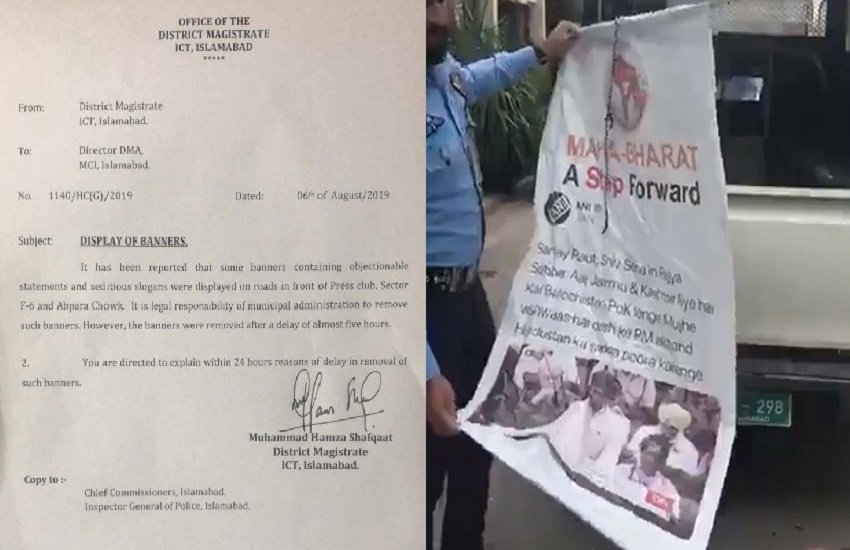 OFFICE OF THE
DISTRICT MAGISTRATE
ICT, ISLAMABAD
*****
From: District Magistrate
ICT, Islamabad.
To: Director DMA,
MCI, Islamabad.
No. 1140/HC(G)/2019 Dated: 06th of August/2019
Subject: DISPLAY OF BANNERS.
It has been reported that some banners containing objectionable
statements and seditious slogans were displayed on roads in front of Press club, Sector
F-6 and Abpara Chowk. It is legal responsibility of municipal administration to remove
such banners. However, the banners were removed after a delay of almost five hours.
2. You are directed to explain within 24 hours reasons of delay in removal of
such banners.
Muhammad Hamza Shafqaat
District Magistrate
ICT, Islamabad.
Copy to :-
Chief Commissioners, Islamabad.
Inspector General of Police, Islamabad.
MAHA-BHARAT
A Step Forward
ANI
ANI
Sanjay Raut, Shiv Sena in Rajya
Sabha: Aaj Jammu & Kashmir liya hai
Kal Balochistan, PoK lenge. Mujhe
vishwaas hai desh ke PM akhand
Hindustan ka sapna poora karenge
298